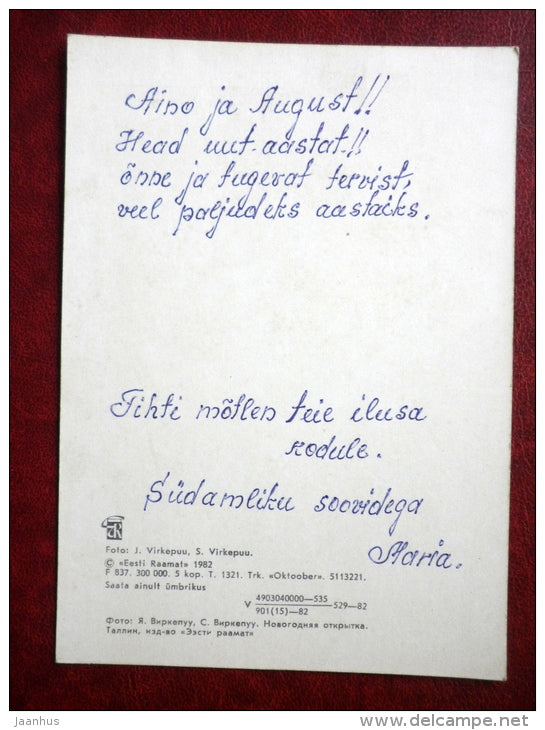 Aino ja August!!
Head uut-aastat!!
õnne ja tugevat tervist,
veel paljudeks aastaiks.
Tihti mõtlen teie ilusa
kodule.
Südamliku soovidega
Maria.
Foto: J. Virkepuu, S. Virkepuu.
© «Eesti Raamat» 1982
F 837. 300 000. 5 kop. T. 1321. Trk. «Oktoober». 5113221.
Saata ainult ümbrikus
V 4903040000—535 529—82
901(15)—82
Фото: Я. Виркепуу, С. Виркепуу. Новогодняя открытка.
Таллин, изд-во «Ээсти раамат»
jaanhus
www.delcampe.net